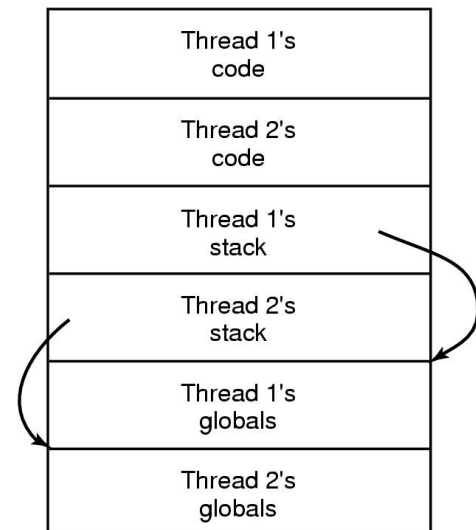 Thread 1's
code
Thread 2's
code
Thread 1's
stack
Thread 2's
stack
Thread 1's
globals
Thread 2's
globals